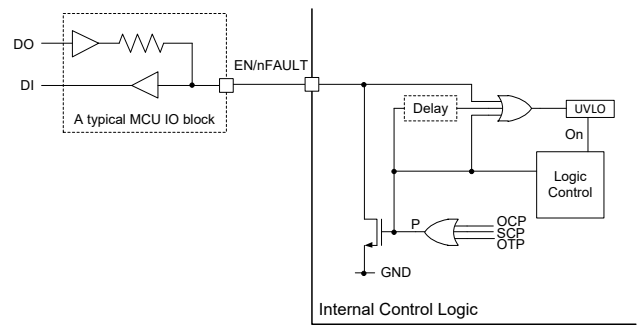 DO
DI
A typical MCU IO block
EN/nFAULT
Delay
UVLO
On
Logic
Control
P
OCP
SCP
OTP
GND
Internal Control Logic